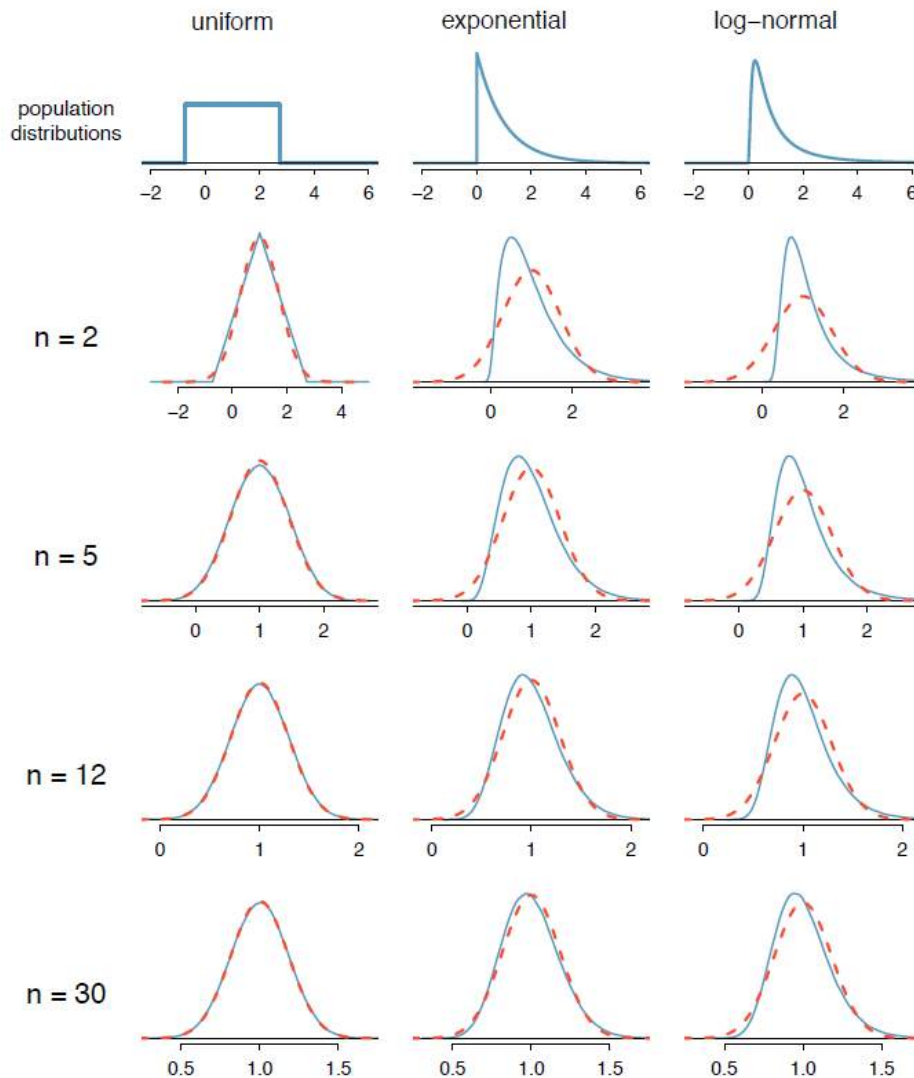 uniform exponential log-normal
population
distributions
−2 0 2 4 6 −2 0 2 4 6 −2 0 2 4 6
n = 2
−2 0 2 4 0 2 0 2
n = 5
0 1 2 0 1 2 0 1 2
n = 12
0 1 2 0 1 2 0 1 2
n = 30
0.5 1.0 1.5 0.5 1.0 1.5 0.5 1.0 1.5